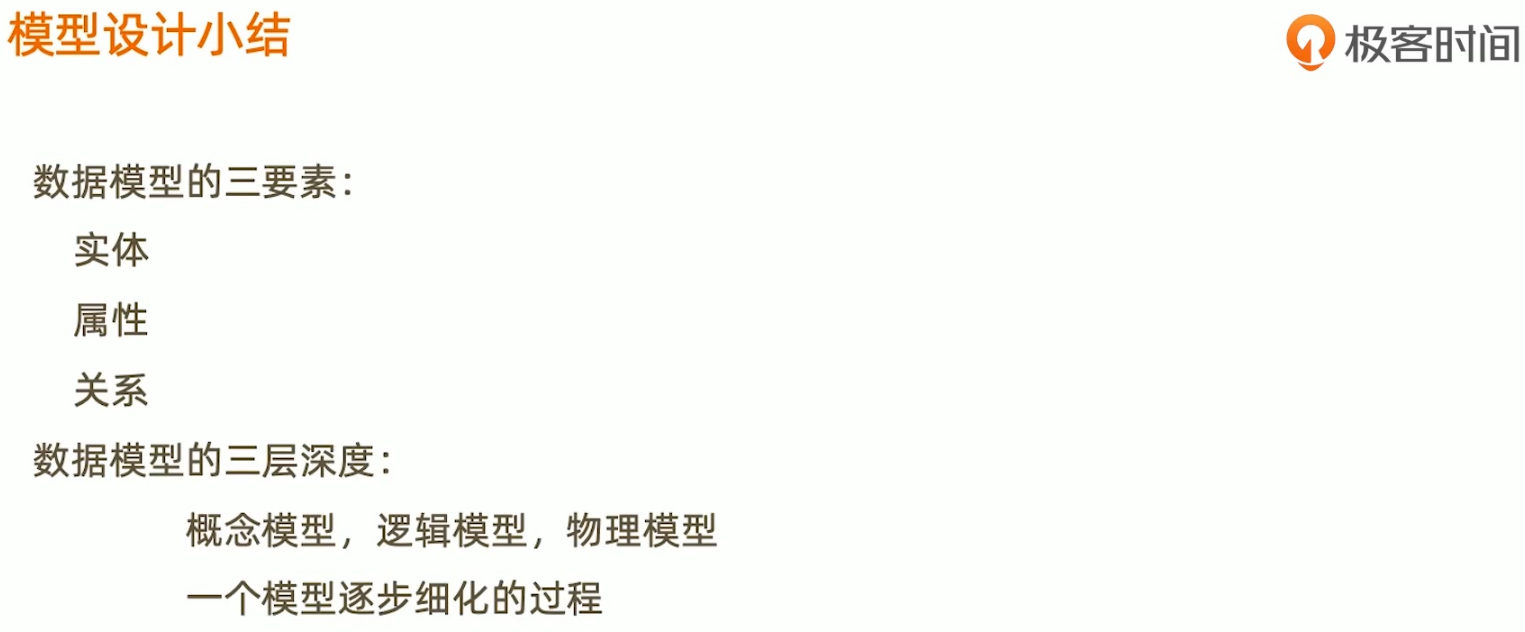 模型设计小结
极客时间
数据模型的三要素：
实体
属性
关系
数据模型的三层深度：
概念模型，逻辑模型，物理模型
一个模型逐步细化的过程